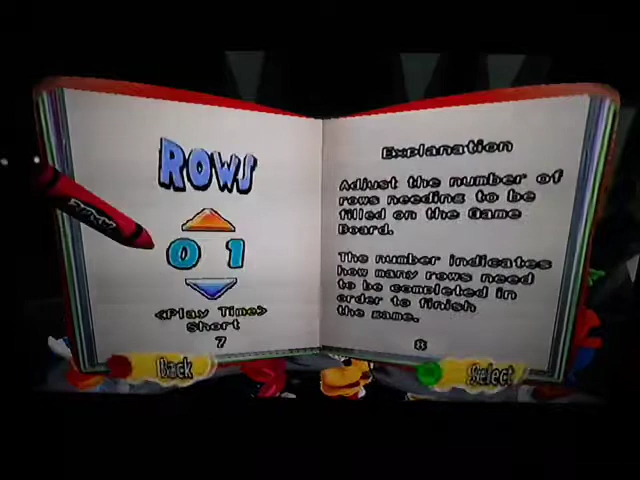 ROWS
01
<Play Time>
Short
7
Back
Explanation
Adjust the number of
rows needing to be
filled on the Game
Board.
The number indicates
how many rows need
to be completed in
order to finish
the game.
8
Select